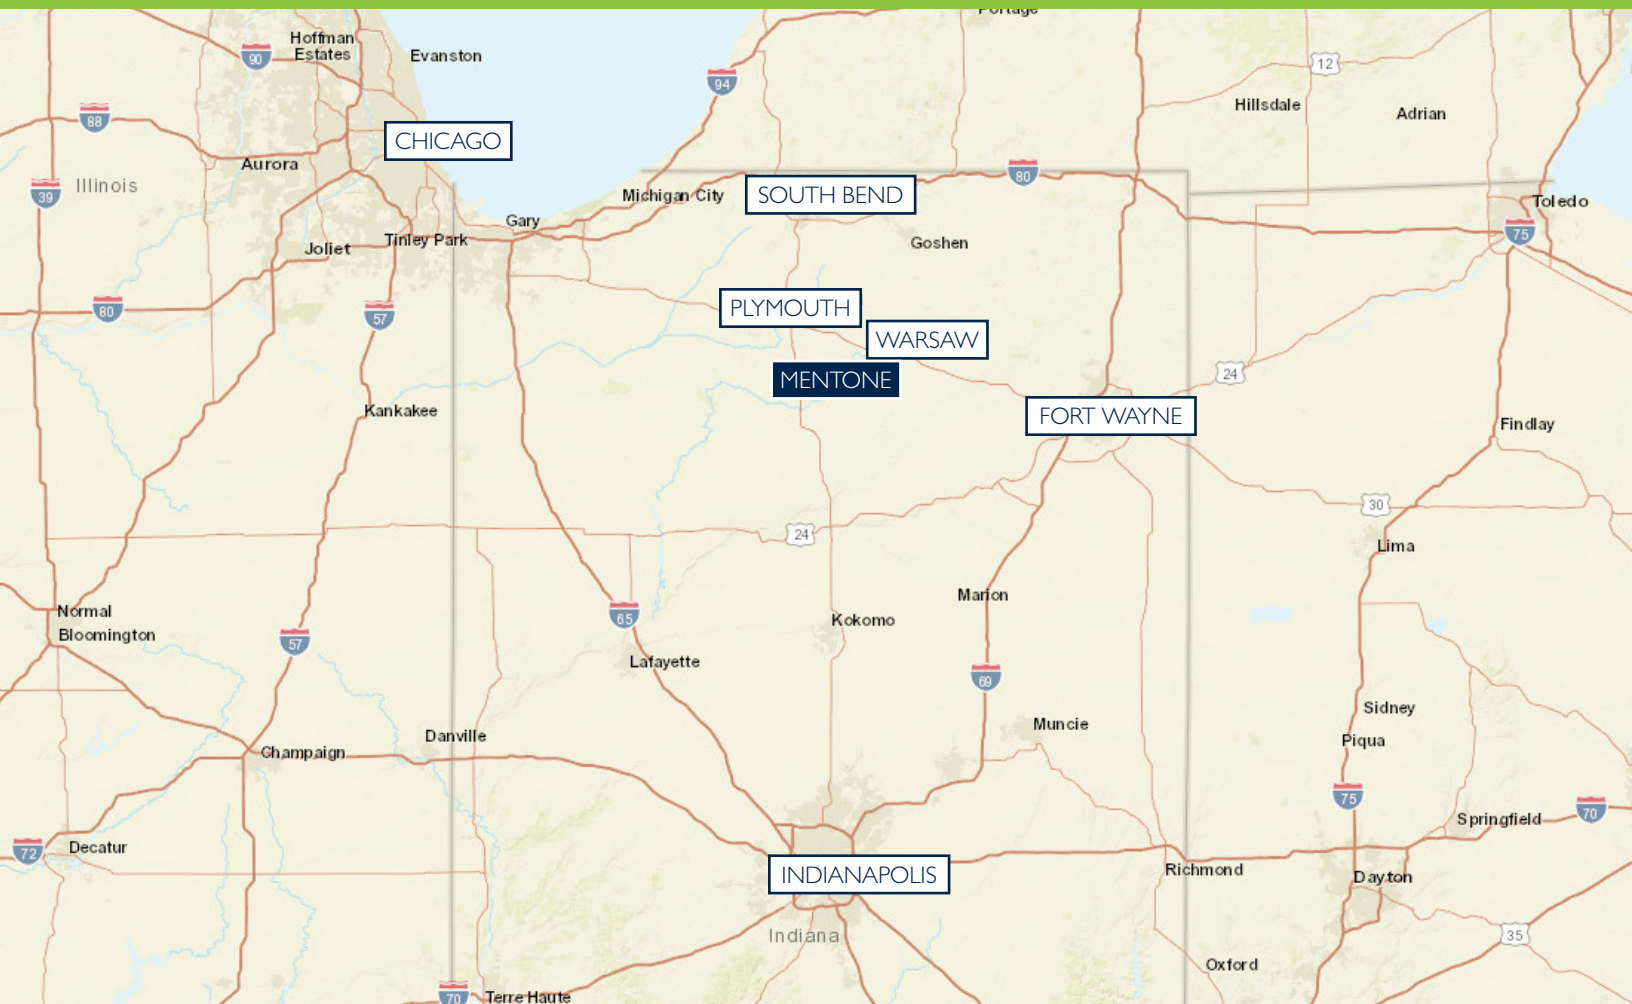 Portage
Hoffman
Estates
90
Evanston
94
12
Hillsdale
Adrian
88
CHICAGO
Aurora
Illinois
39
Michigan City
SOUTH BEND
80
Toledo
Gary
Tinley Park
Joliet
Goshen
75
80
57
PLYMOUTH
WARSAW
MENTONE
24
Kankakee
FORT WAYNE
Findlay
30
24
Lima
Marion
Normal
Bloomington
65
Kokomo
57
Lafayette
69
Sidney
Muncie
Danville
Piqua
Champaign
75
70
Springfield
72
Decatur
INDIANAPOLIS
Richmond
Dayton
Indiana
35
Oxford
70
Terre Haute